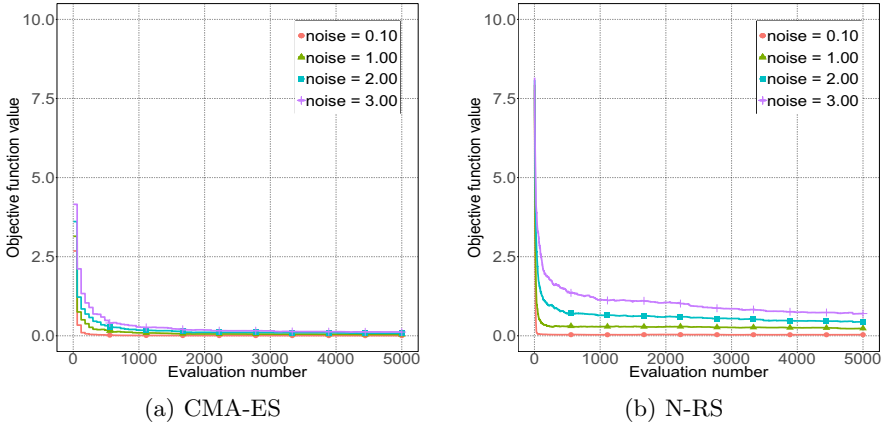 10.0
7.5
5.0
2.5
0.0
Objective function value
noise = 0.10
noise = 1.00
noise = 2.00
noise = 3.00
0 1000 2000 3000 4000 5000
Evaluation number
(a) CMA-ES
10.0
7.5
5.0
2.5
0.0
Objective function value
noise = 0.10
noise = 1.00
noise = 2.00
noise = 3.00
0 1000 2000 3000 4000 5000
Evaluation number
(b) N-RS